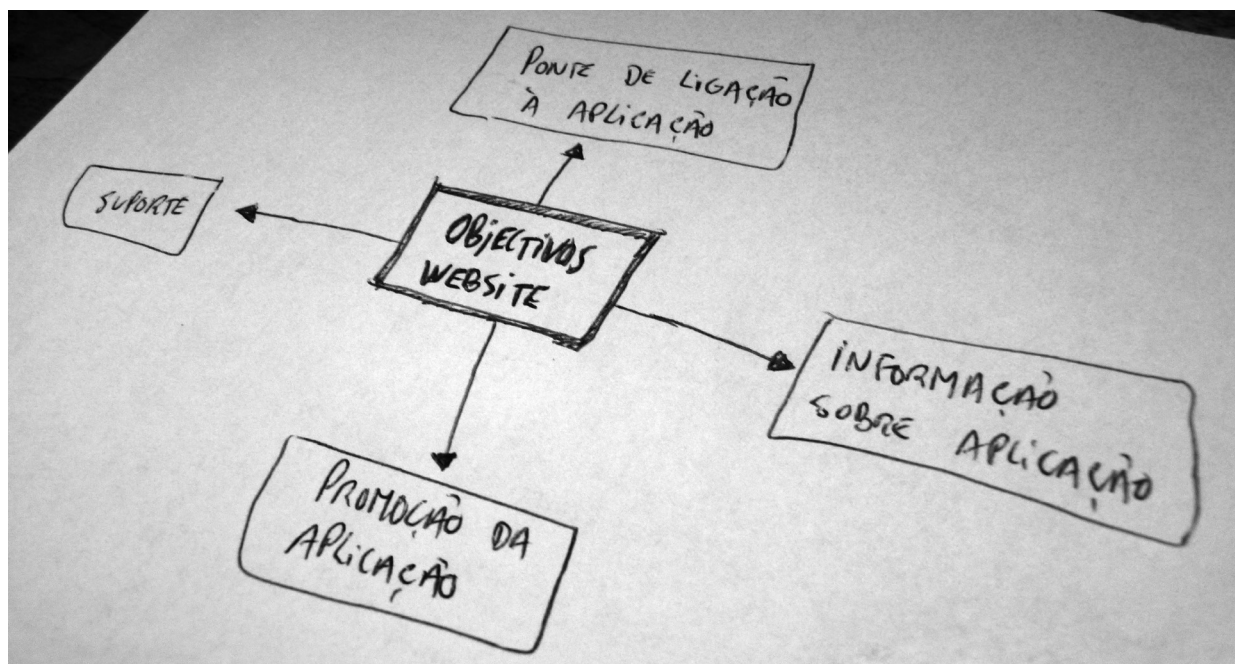 PONTE DE LIGAÇÃO
À APLICAÇÃO
SUPORTE
OBJECTIVOS
WEBSITE
INFORMAÇÃO
SOBRE APLICAÇÃO
PROMOÇÃO DA
APLICAÇÃO